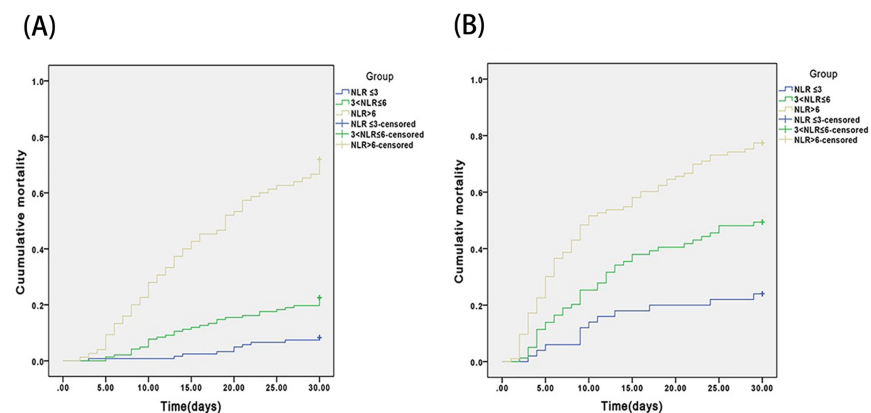 (A)
Cuumulative mortality
1.0
0.8
0.6
0.4
0.2
0.0
.00 5.00 10.00 15.00 20.00 25.00 30.00
Time(days)
Group
NLR ≤3
3<NLR≤6
NLR>6
NLR ≤3-censored
3<NLR≤6-censored
NLR>6-censored
(B)
Cuumulativ mortality
1.0
0.8
0.6
0.4
0.2
0.0
.00 5.00 10.00 15.00 20.00 25.00 30.00
Time(days)
Group
NLR ≤3
3<NLR≤6
NLR>6
NLR ≤3-censored
3<NLR≤6-censored
NLR>6-censored